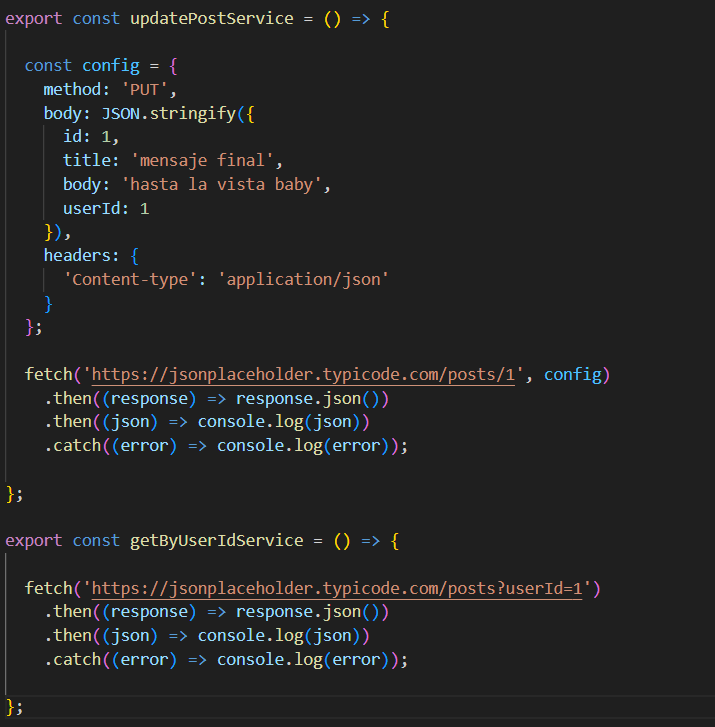 export const updatePostService = () => {
const config = {
method: 'PUT',
body: JSON.stringify({
id: 1,
title: 'mensaje final',
body: 'hasta la vista baby',
userId: 1
}),
headers: {
'Content-type': 'application/json'
}
};
fetch('https://jsonplaceholder.typicode.com/posts/1', config)
.then((response) => response.json())
.then((json) => console.log(json))
.catch((error) => console.log(error));
};
export const getByUserIdService = () => {
fetch('https://jsonplaceholder.typicode.com/posts?userId=1')
.then((response) => response.json())
.then((json) => console.log(json))
.catch((error) => console.log(error));
};